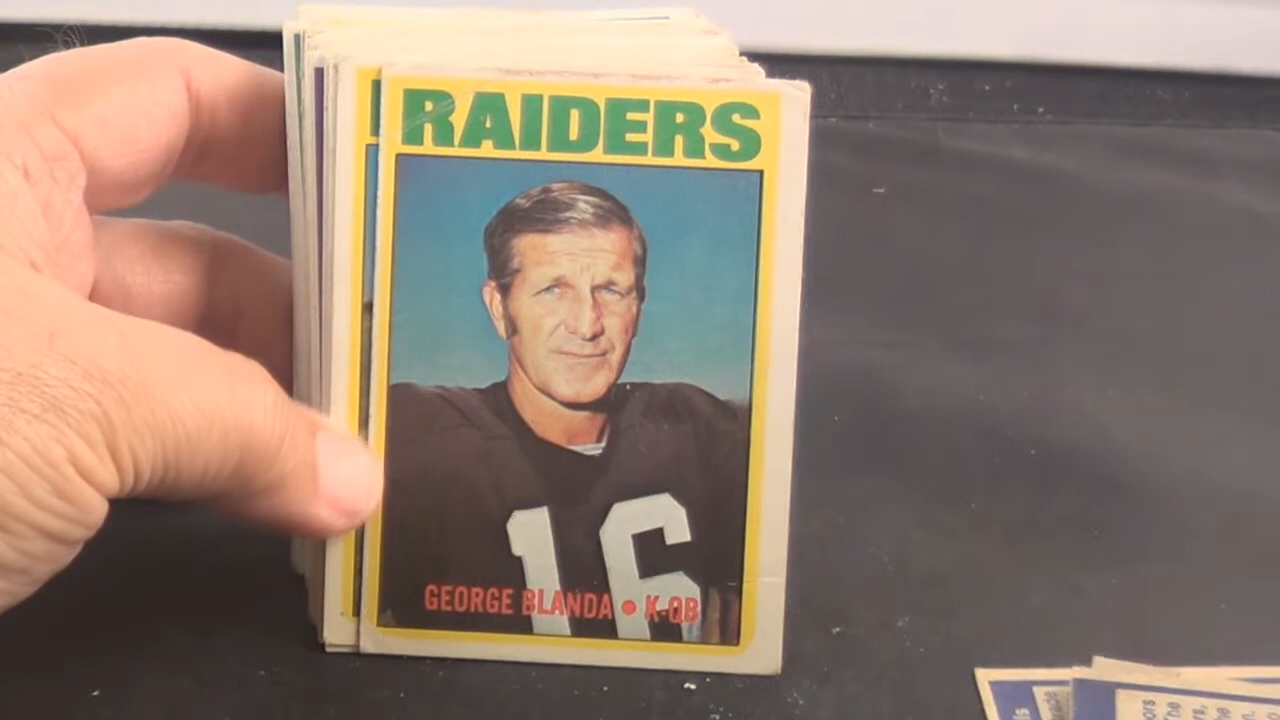 RAIDERS
16
GEORGE BLANDA • K-QB